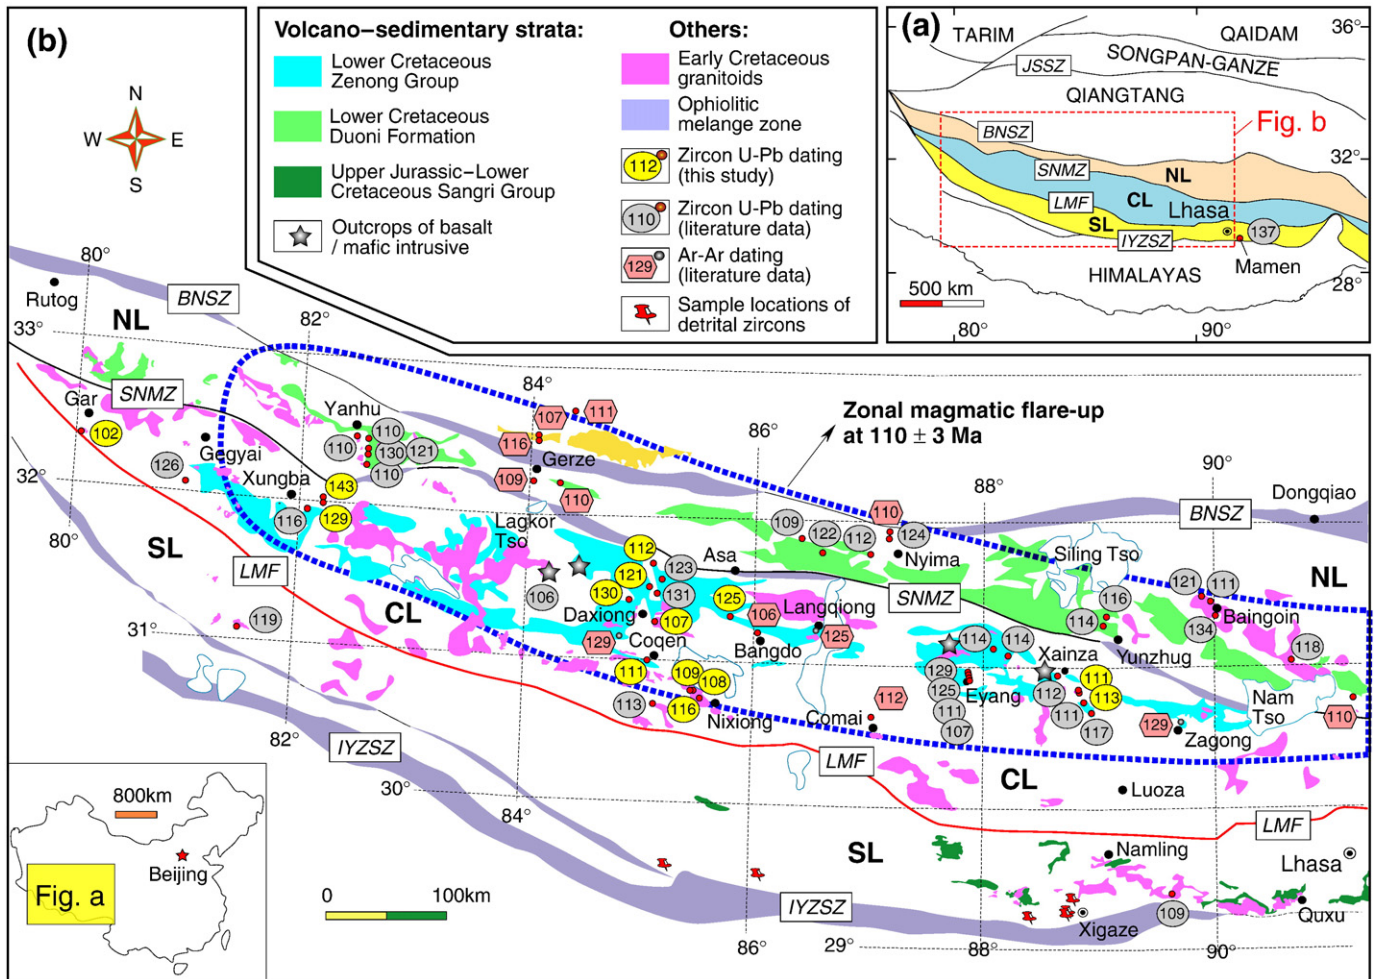 (b)
N
W
E
S
Volcano–sedimentary strata:
Lower Cretaceous
Zenong Group
Lower Cretaceous
Duoni Formation
Upper Jurassic–Lower
Cretaceous Sangri Group
Outcrops of basalt
/ mafic intrusive
Others:
Early Cretaceous
granitoids
Ophiolitic
melange zone
112
Zircon U-Pb dating
(this study)
110
Zircon U-Pb dating
(literature data)
129
Ar-Ar dating
(literature data)
Sample locations of
detrital zircons
(a)
TARIM
QAIDAM
36°
JSSZ
SONGPAN-GANZE
QIANGTANG
Fig. b
BNSZ
32°
SNMZ
NL
CL
LMF
Lhasa
SL
IYZSZ
137
Mamen
HIMALAYAS
28°
500 km
80°
90°
80°
Rutog
NL
BNSZ
33°
82°
SNMZ
Gar
102
Yanhu
110
110
130
121
110
84°
107
111
116
Gerze
109
110
Zonal magmatic flare-up
at 110 ± 3 Ma
86°
90°
88°
Dongqiao
BNSZ
Gegyai
126
32°
Xungba
143
116
129
80°
SL
LMF
Lagkor
Tso
106
CL
112
121
123
130
131
Daxiong
107
129
Coqen
111
109
108
113
116
Nixiong
Asa
125
106
Bangdo
Langqiong
125
109
122
112
110
124
Nyima
SNMZ
Siling Tso
116
114
Yunzhug
121
111
Baingoin
134
118
NL
114
114
Xainza
129
125
Eyang
111
107
112
111
113
111
117
129
Zagong
Nam
Tso
110
112
Comai
119
31°
82°
IYZSZ
30°
84°
LMF
CL
Luoza
LMF
SL
Namling
Lhasa
109
Xigaze
Quxu
IYZSZ
86°
29°
88°
90°
800km
Beijing
Fig. a
0
100km